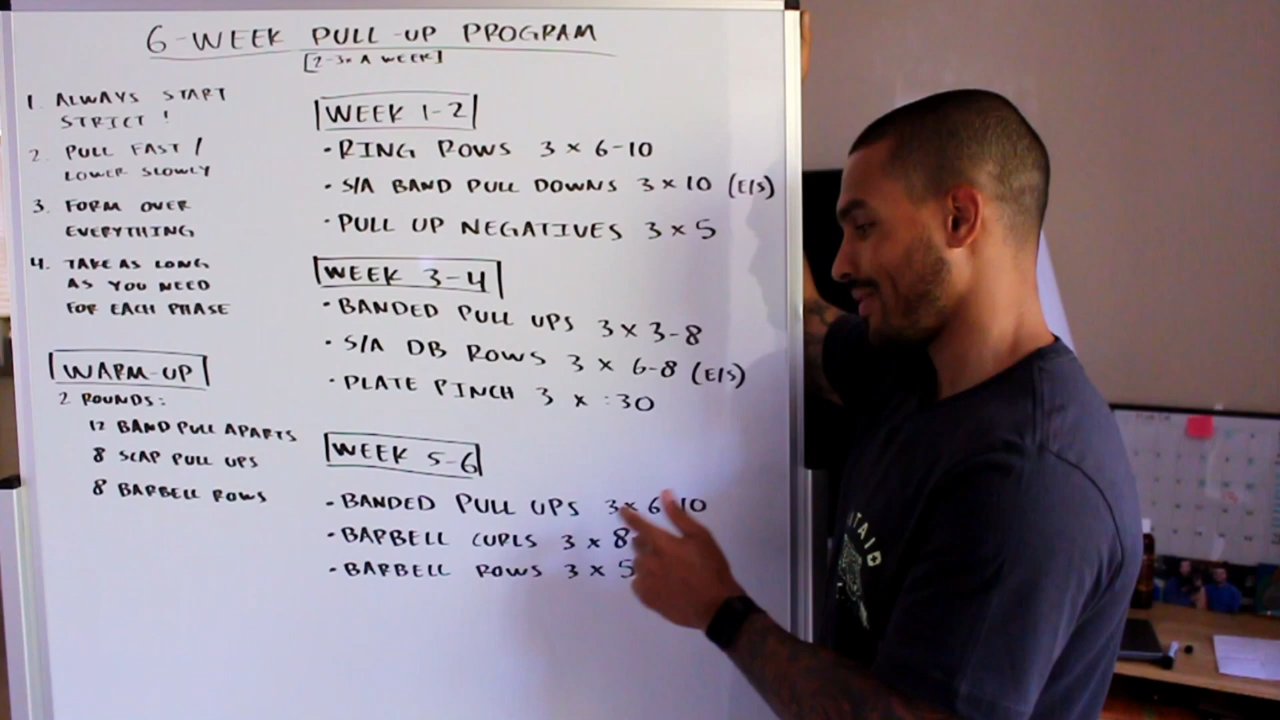 6-WEEK PULL-UP PROGRAM
[2-3x A WEEK]
1. ALWAYS START
STRICT!
2. PULL FAST /
LOWER SLOWLY
3. FORM OVER
EVERYTHING
4. TAKE AS LONG
AS YOU NEED
FOR EACH PHASE
WARM-UP
2 ROUNDS:
12 BAND PULL APARTS
8 SCAP PULL UPS
8 BARBELL ROWS
WEEK 1-2
• RING ROWS 3 x 6-10
• S/A BAND PULL DOWNS 3 x 10 (E/S)
• PULL UP NEGATIVES 3 x 5
WEEK 3-4
• BANDED PULL UPS 3 x 3-8
• S/A DB ROWS 3 x 6-8 (E/S)
• PLATE PINCH 3 x :30
WEEK 5-6
• BANDED PULL UPS 3 x 6-10
• BARBELL CURLS 3 x 8
• BARBELL ROWS 3 x 5